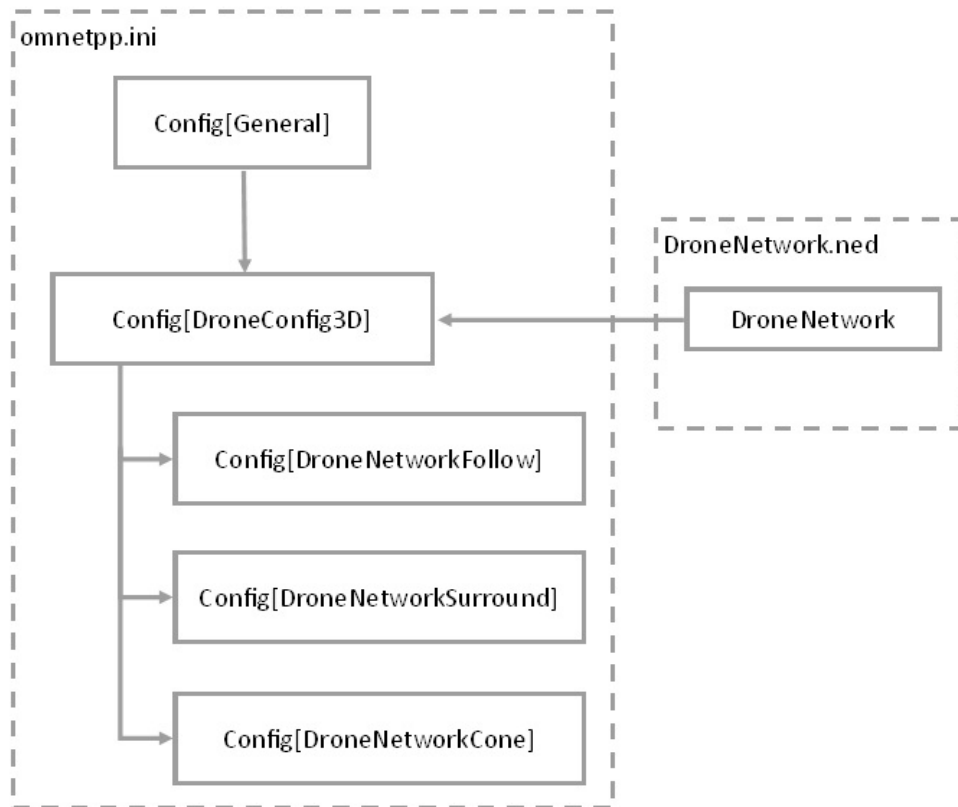 omnetpp.ini
Config[General]
DroneNetwork.ned
Config[DroneConfig3D]
DroneNetwork
Config[DroneNetworkFollow]
Config[DroneNetworkSurround]
Config[DroneNetworkCone]